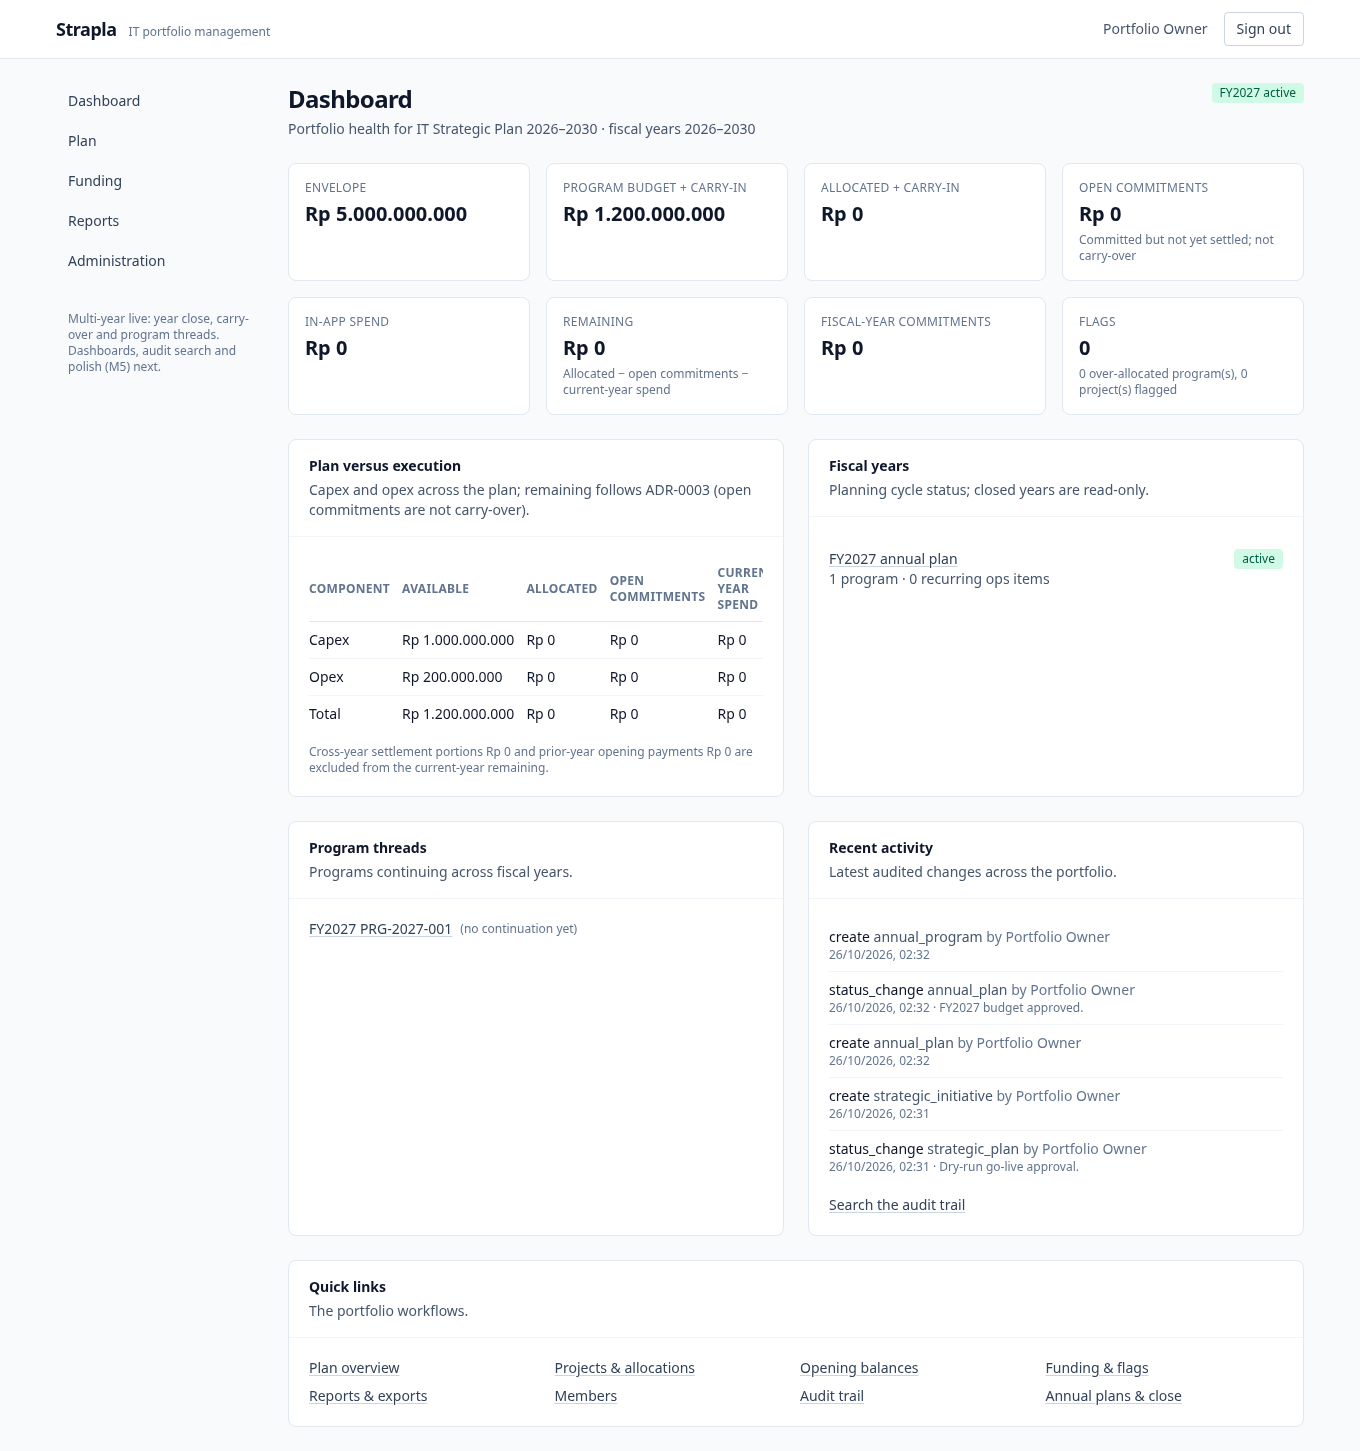 Strapla IT portfolio management
Portfolio Owner
Sign out
Dashboard
Plan
Funding
Reports
Administration
Multi-year live: year close, carry-
over and program threads.
Dashboards, audit search and
polish (M5) next.
Dashboard
FY2027 active
Portfolio health for IT Strategic Plan 2026–2030 · fiscal years 2026–2030
ENVELOPE
Rp 5.000.000.000
PROGRAM BUDGET + CARRY-IN
Rp 1.200.000.000
ALLOCATED + CARRY-IN
Rp 0
OPEN COMMITMENTS
Rp 0
Committed but not yet settled; not
carry-over
IN-APP SPEND
Rp 0
REMAINING
Rp 0
Allocated − open commitments −
current-year spend
FISCAL-YEAR COMMITMENTS
Rp 0
FLAGS
0
0 over-allocated program(s), 0
project(s) flagged
Plan versus execution
Capex and opex across the plan; remaining follows ADR-0003 (open
commitments are not carry-over).
COMPONENT AVAILABLE ALLOCATED OPEN COMMITMENTS CURREN YEAR SPEND
Capex Rp 1.000.000.000 Rp 0 Rp 0 Rp 0
Opex Rp 200.000.000 Rp 0 Rp 0 Rp 0
Total Rp 1.200.000.000 Rp 0 Rp 0 Rp 0
Cross-year settlement portions Rp 0 and prior-year opening payments Rp 0 are
excluded from the current-year remaining.
Fiscal years
Planning cycle status; closed years are read-only.
FY2027 annual plan
active
1 program · 0 recurring ops items
Program threads
Programs continuing across fiscal years.
FY2027 PRG-2027-001 (no continuation yet)
Recent activity
Latest audited changes across the portfolio.
create annual_program by Portfolio Owner
26/10/2026, 02:32
status_change annual_plan by Portfolio Owner
26/10/2026, 02:32 · FY2027 budget approved.
create annual_plan by Portfolio Owner
26/10/2026, 02:32
create strategic_initiative by Portfolio Owner
26/10/2026, 02:31
status_change strategic_plan by Portfolio Owner
26/10/2026, 02:31 · Dry-run go-live approval.
Search the audit trail
Quick links
The portfolio workflows.
Plan overview Projects & allocations Opening balances Funding & flags
Reports & exports Members Audit trail Annual plans & close